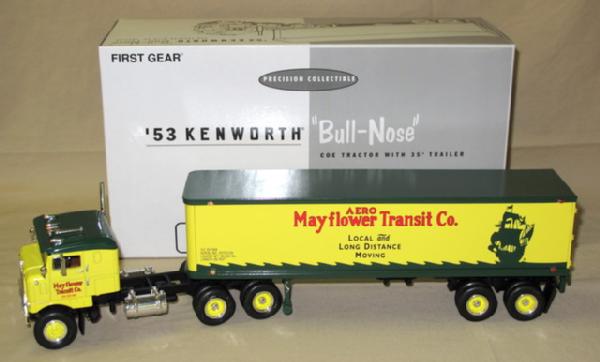 FIRST GEAR
PRECISION COLLECTIBLE
'53 KENWORTH "Bull-Nose"
COE TRACTOR WITH 35' TRAILER
AERO
Mayflower Transit Co.
LOCAL and
LONG DISTANCE
MOVING
Mayflower
Transit Co.